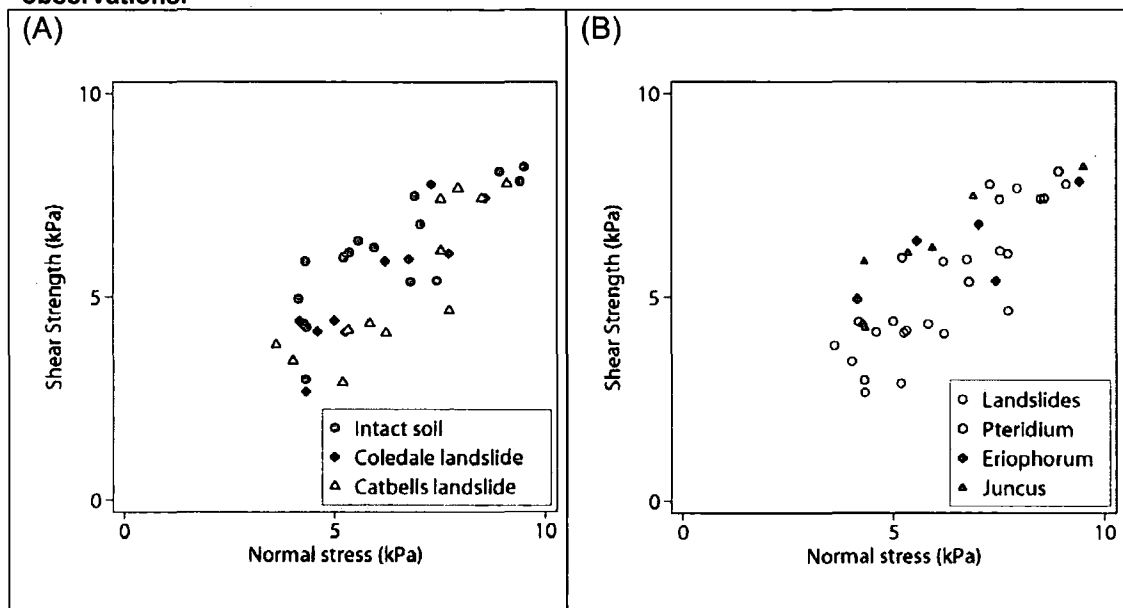 observations.
(A)
10
5
0
Shear Strength (kPa)
Intact soil
Coledale landslide
Catbells landslide
0 5 10
Normal stress (kPa)
(B)
10
5
0
Shear Strength (kPa)
Landslides
Pteridium
Eriophorum
Juncus
0 5 10
Normal stress (kPa)